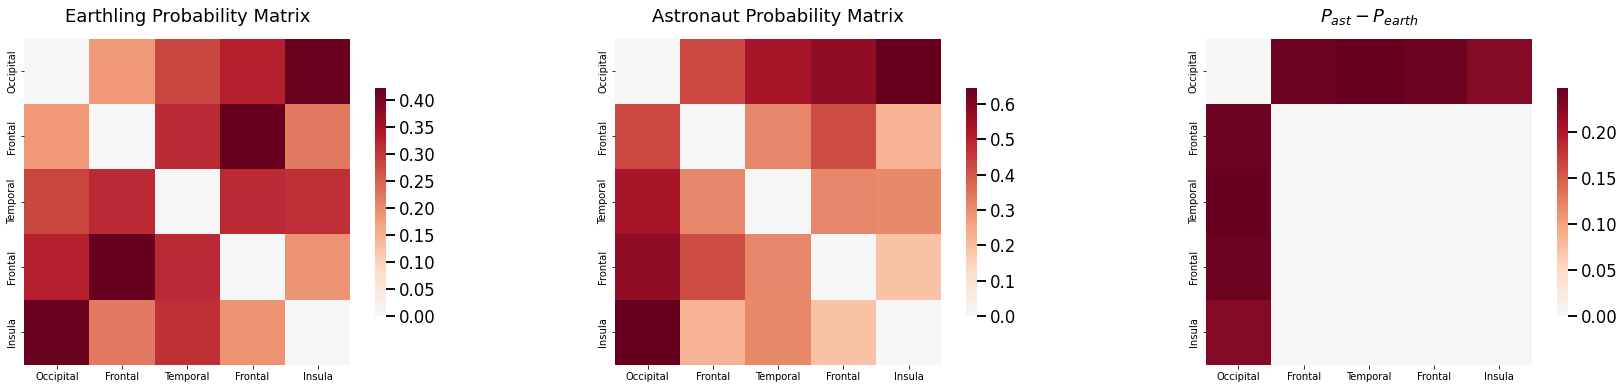 Earthling Probability Matrix
Occipital
Frontal
Temporal
Frontal
Insula
Occipital Frontal Temporal Frontal Insula
0.40
0.35
0.30
0.25
0.20
0.15
0.10
0.05
0.00
Astronaut Probability Matrix
Occipital
Frontal
Temporal
Frontal
Insula
Occipital Frontal Temporal Frontal Insula
0.6
0.5
0.4
0.3
0.2
0.1
0.0
P_ast − P_earth
Occipital
Frontal
Temporal
Frontal
Insula
Occipital Frontal Temporal Frontal Insula
0.20
0.15
0.10
0.05
0.00